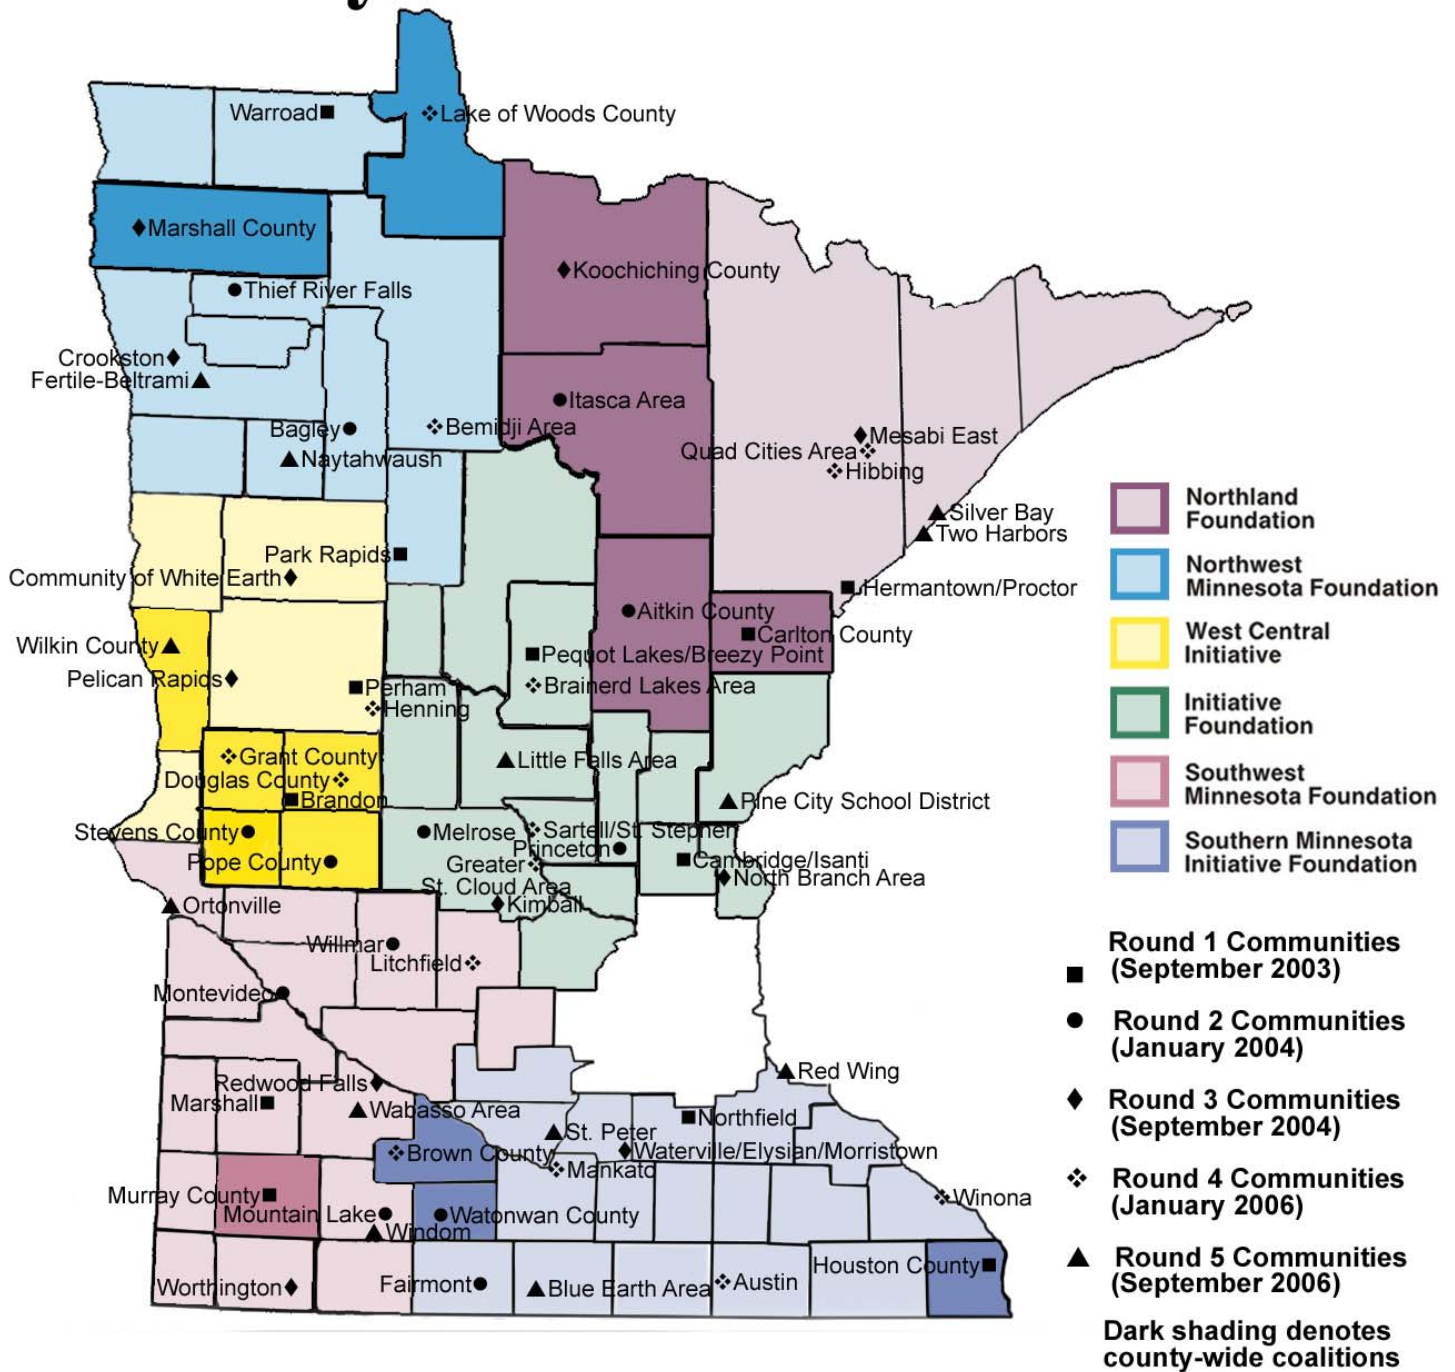 Warroad
Lake of Woods County
Marshall County
Koochiching County
Thief River Falls
Crookston
Fertile-Beltrami
Itasca Area
Bagley
Bemidji Area
Mesabi East
Quad Cities Area
Naytahwaush
Hibbing
Silver Bay
Two Harbors
Park Rapids
Community of White Earth
Hermantown/Proctor
Aitkin County
Carlton County
Wilkin County
Pequot Lakes/Breezy Point
Pelican Rapids
Perham
Brainerd Lakes Area
Henning
Grant County
Little Falls Area
Douglas County
Brandon
Pine City School District
Stevens County
Melrose
Sartell/St. Stephen
Princeton
Pope County
Greater
St. Cloud Area
Cambridge/Isanti
North Branch Area
Kimball
Ortonville
Willmar
Litchfield
Montevideo
Red Wing
Redwood Falls
Marshall
Wabasso Area
Northfield
St. Peter
Brown County
Waterville/Elysian/Morristown
Mankato
Murray County
Winona
Mountain Lake
Watonwan County
Windom
Houston County
Worthington
Fairmont
Blue Earth Area
Austin
Northland
Foundation
Northwest
Minnesota Foundation
West Central
Initiative
Initiative
Foundation
Southwest
Minnesota Foundation
Southern Minnesota
Initiative Foundation
Round 1 Communities
(September 2003)
Round 2 Communities
(January 2004)
Round 3 Communities
(September 2004)
Round 4 Communities
(January 2006)
Round 5 Communities
(September 2006)
Dark shading denotes
county-wide coalitions